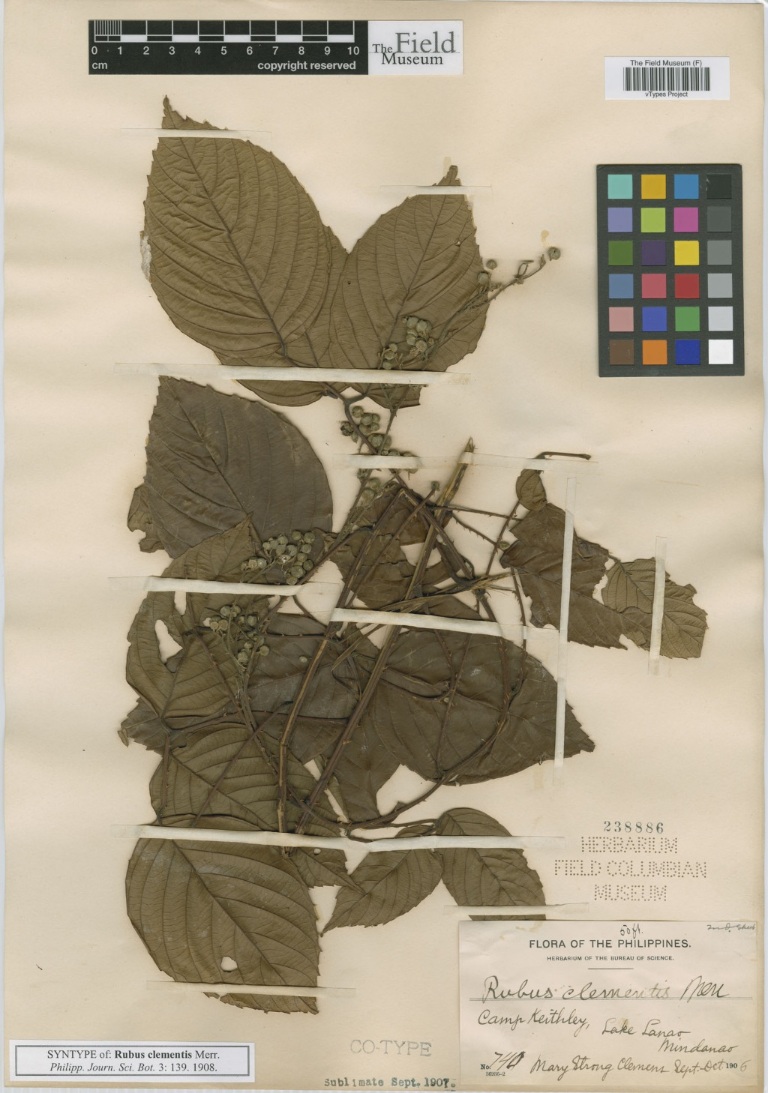 0 1 2 3 4 5 6 7 8 9 10
cm
copyright reserved
The Field
Museum
The Field Museum (F)
vTypes Project
238886
HERBARIUM
FIELD COLUMBIAN
MUSEUM
50 ft.
FLORA OF THE PHILIPPINES.
HERBARIUM OF THE BUREAU OF SCIENCE.
Rubus clementis Merr
Camp Keithley, Lake Lanao
Mindanao
No. 740 Mary Strong Clemens Sept-Oct 1906
CO-TYPE
Sublimate Sept. 1907.
SYNTYPE of: Rubus clementis Merr.
Philipp. Journ. Sci. Bot. 3: 139. 1908.